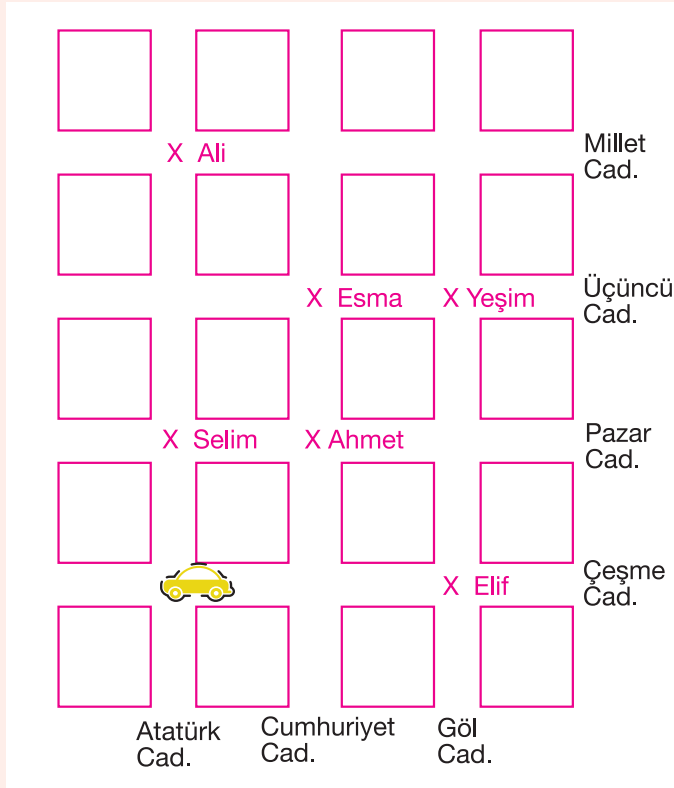 X Ali
Millet
Cad.
X Esma
X Yeşim
Üçüncü
Cad.
X Selim
X Ahmet
Pazar
Cad.
X Elif
Çeşme
Cad.
Atatürk
Cad.
Cumhuriyet
Cad.
Göl
Cad.